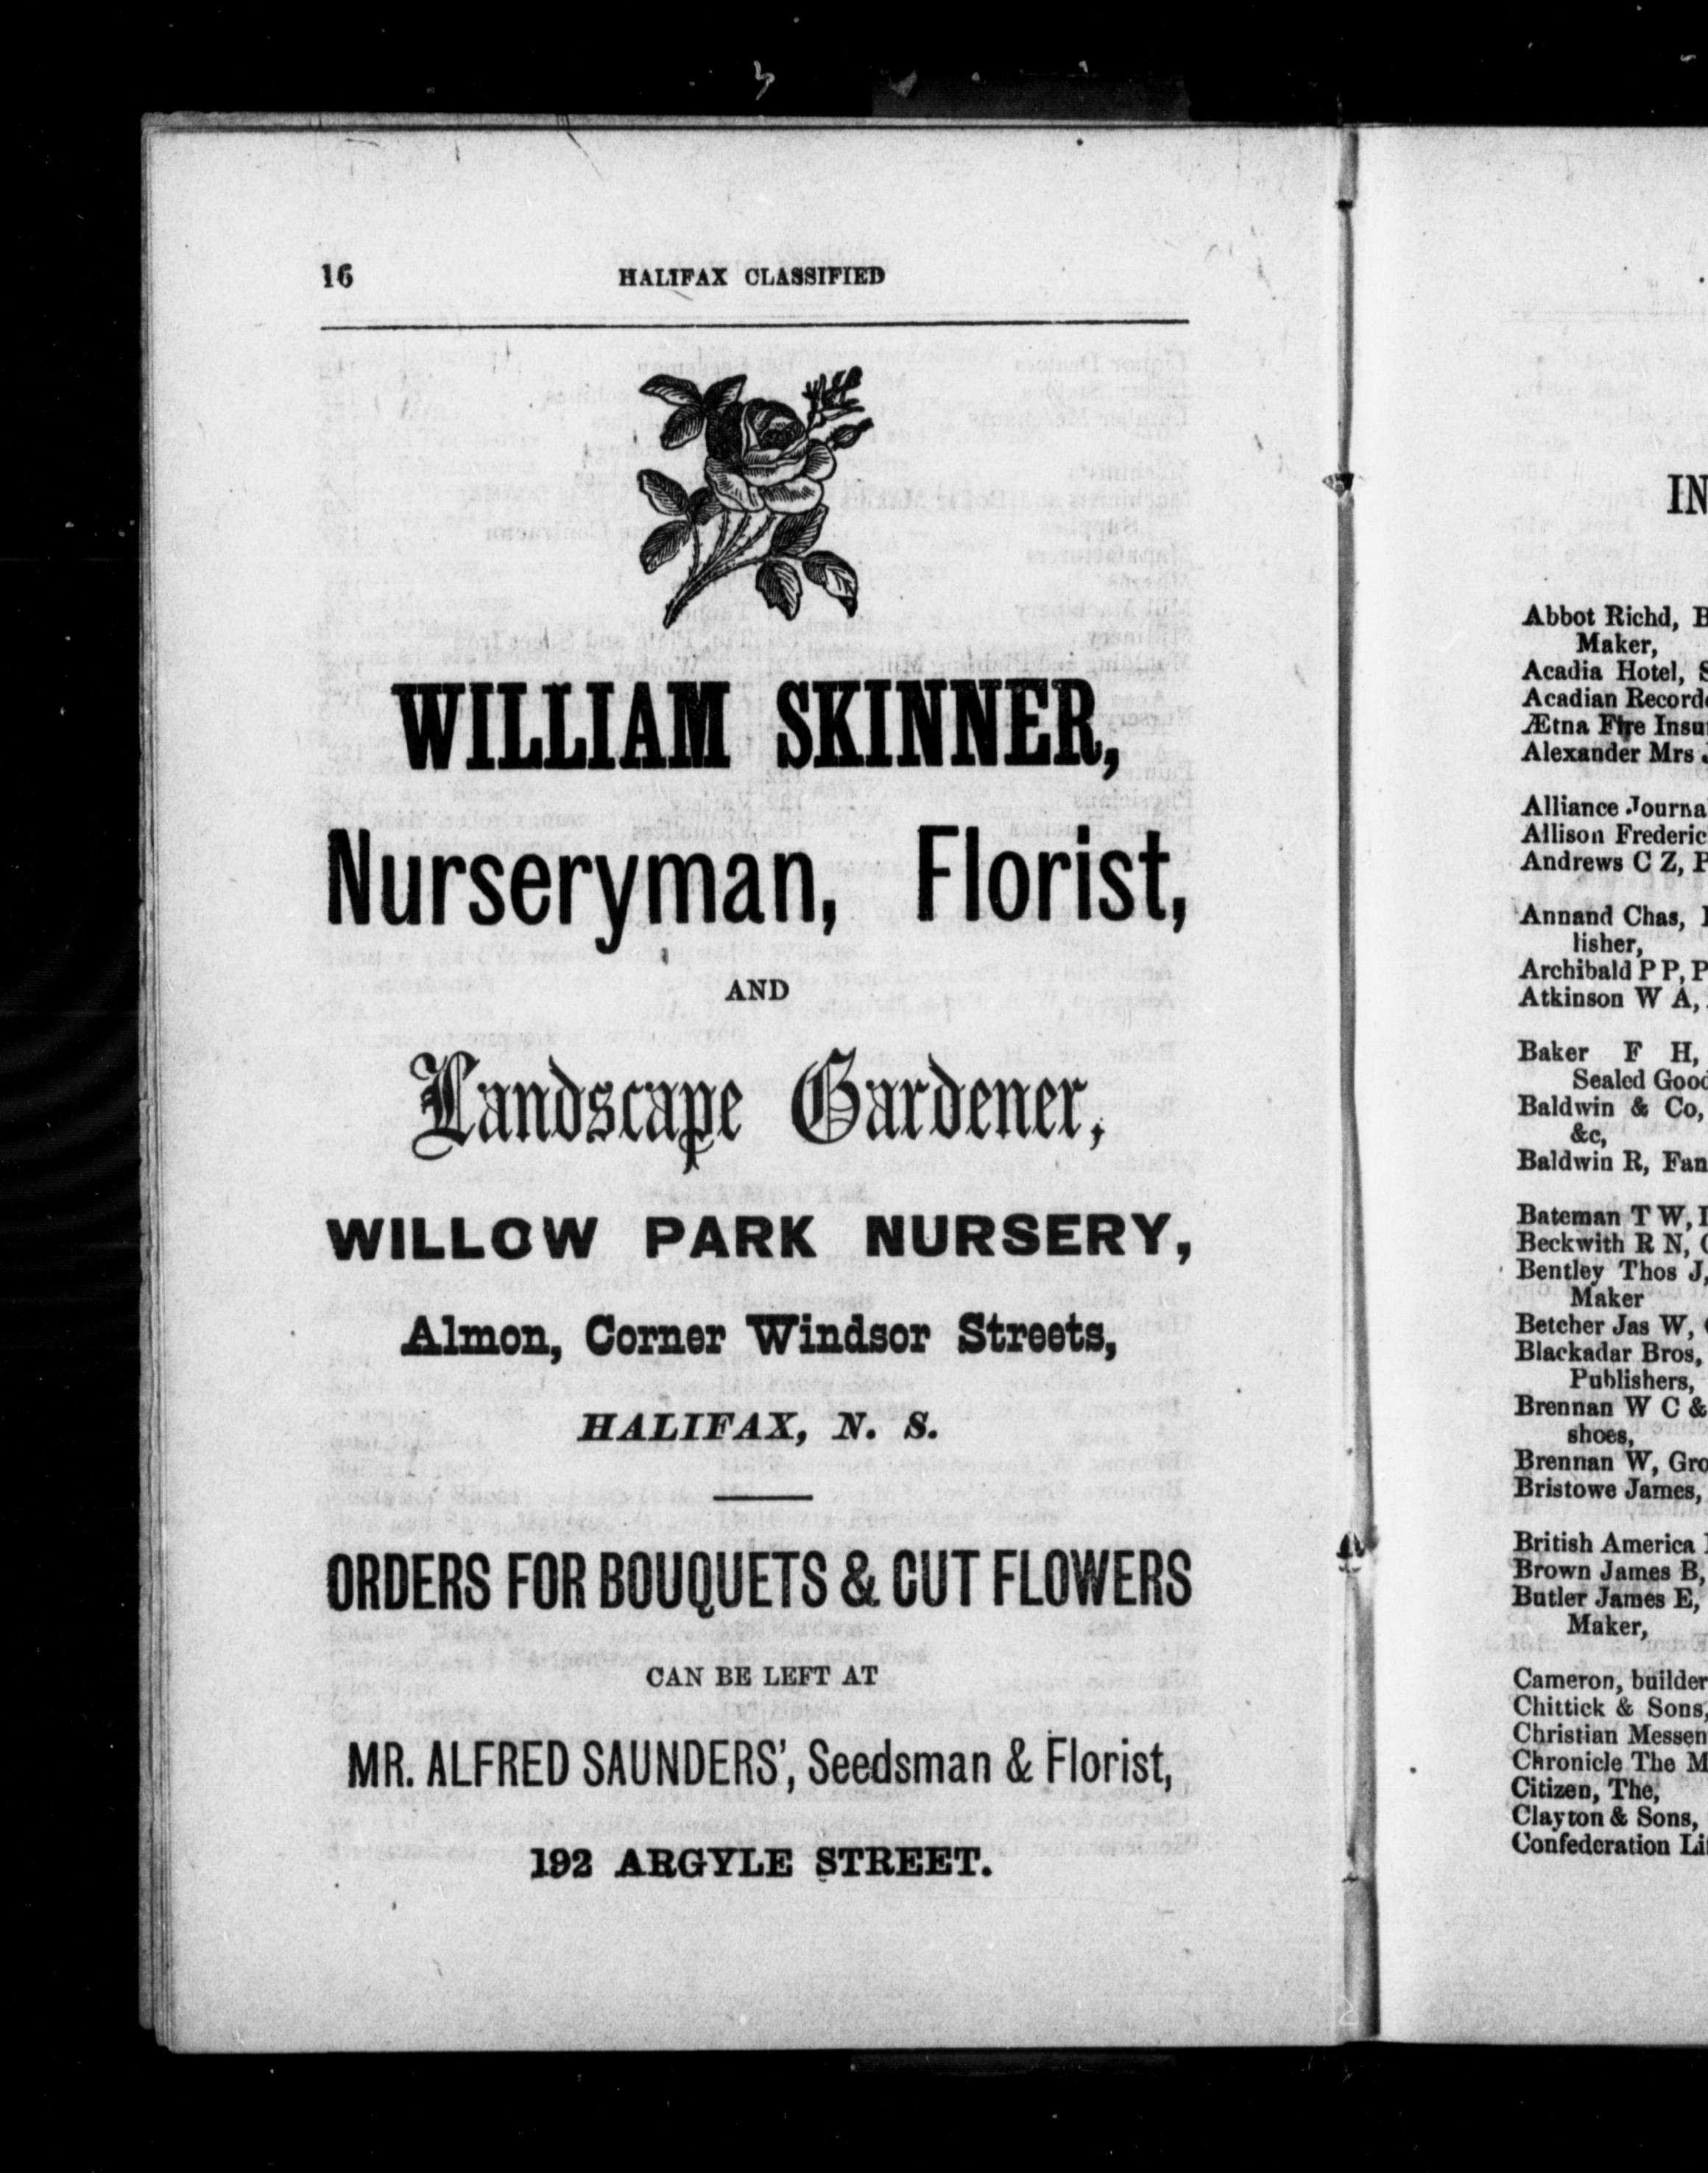 16
HALIFAX CLASSIFIED
WILLIAM SKINNER,
Nurseryman, Florist,
AND
Landscape Gardener,
WILLOW PARK NURSERY,
Almon, Corner Windsor Streets,
HALIFAX, N. S.
ORDERS FOR BOUQUETS & CUT FLOWERS
CAN BE LEFT AT
MR. ALFRED SAUNDERS', Seedsman & Florist,
192 ARGYLE STREET.
IN
Abbot Richd, B
Maker,
Acadia Hotel, S
Acadian Recorde
Ætna Fire Insu
Alexander Mrs J
Alliance Journa
Allison Frederic
Andrews C Z, P
Annand Chas,
lisher,
Archibald P P, P
Atkinson W A,
Baker F H,
Sealed Good
Baldwin & Co,
&c,
Baldwin R, Fan
Bateman T W,
Beckwith R N,
Bentley Thos J,
Maker
Betcher Jas W,
Blackadar Bros,
Publishers,
Brennan W C &
shoes,
Brennan W, Gro
Bristowe James,
British America
Brown James B,
Butler James E,
Maker,
Cameron, builder
Chittick & Sons,
Christian Messen
Chronicle The M
Citizen, The,
Clayton & Sons,
Confederation Li